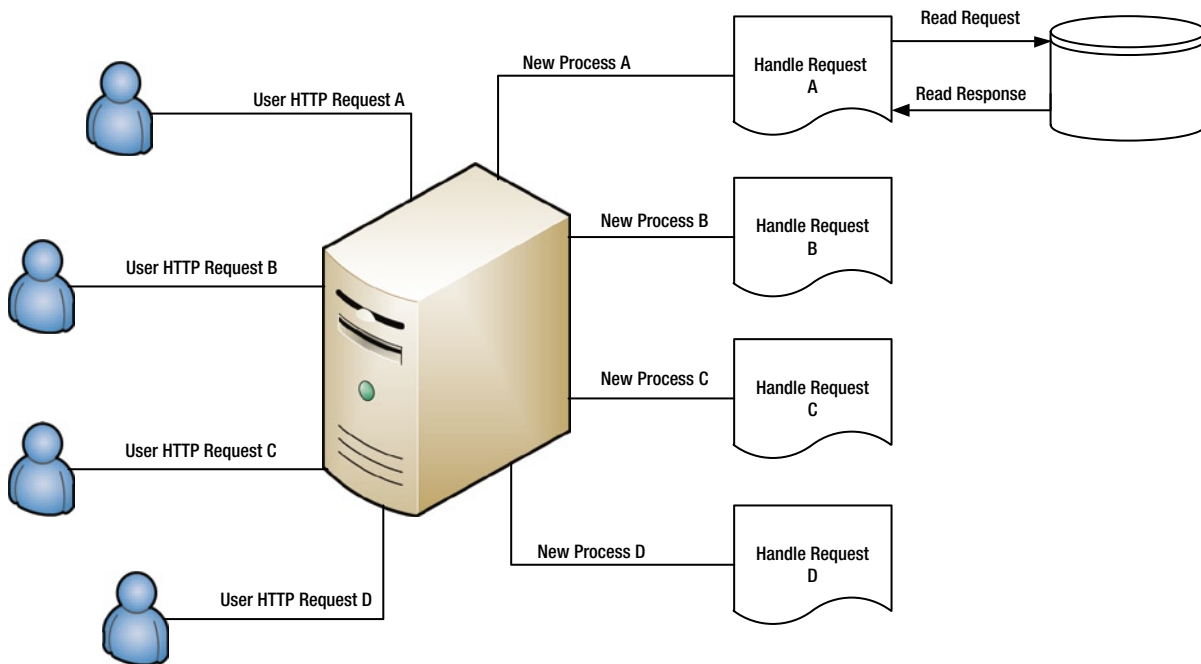 Read Request
New Process A
Handle Request
A
User HTTP Request A
Read Response
New Process B
Handle Request
B
User HTTP Request B
New Process C
Handle Request
C
User HTTP Request C
New Process D
Handle Request
D
User HTTP Request D